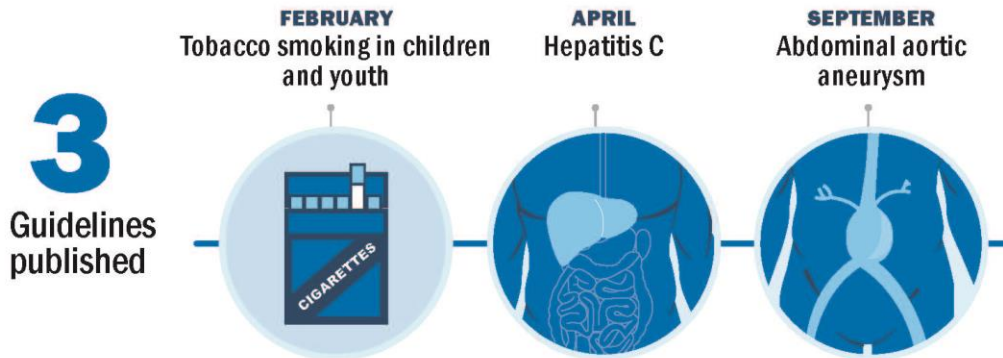 3
Guidelines
published
FEBRUARY
Tobacco smoking in children
and youth
CIGARETTES
APRIL
Hepatitis C
SEPTEMBER
Abdominal aortic
aneurysm